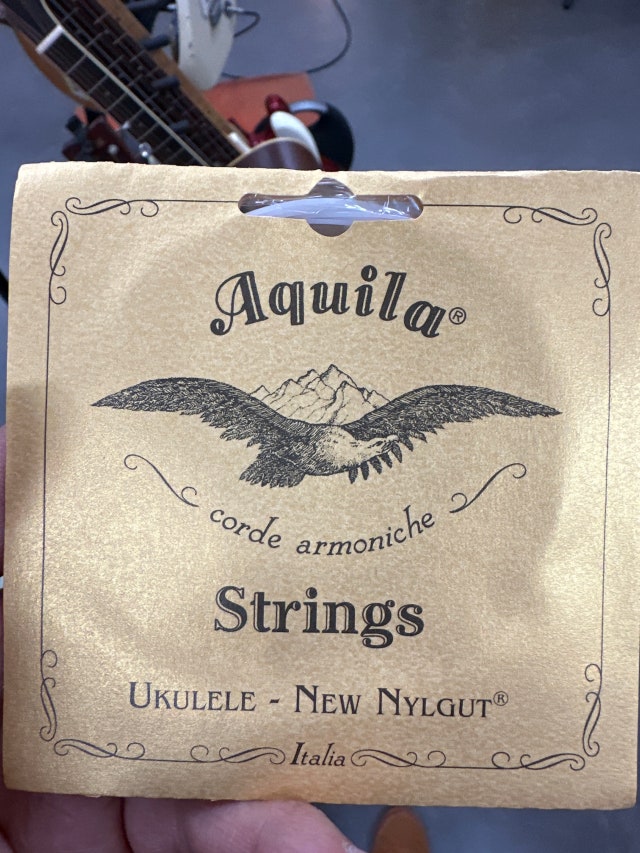 Aquila®
corde armoniche
Strings
UKULELE - NEW NYLGUT®
Italia